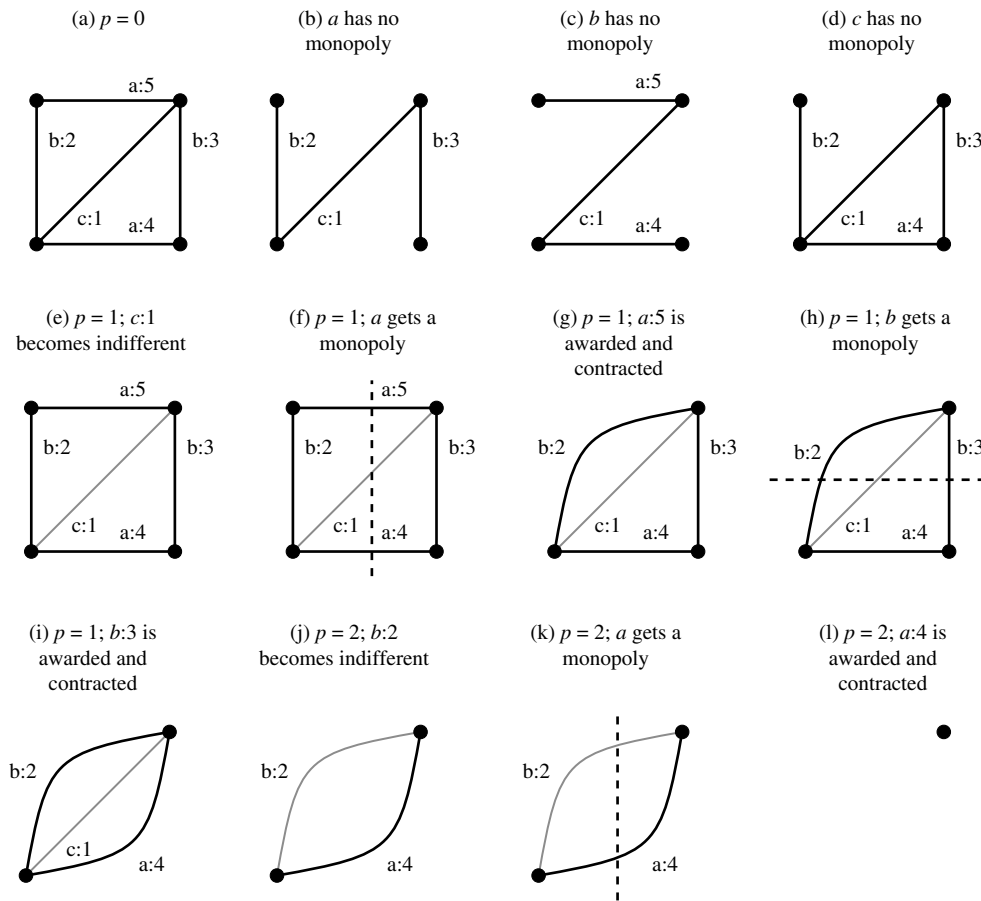 (a) p = 0
(b) a has no
monopoly
(c) b has no
monopoly
(d) c has no
monopoly
a:5
b:2
b:3
c:1
a:4
b:2
b:3
c:1
a:5
c:1
a:4
b:2
b:3
c:1
a:4
(e) p = 1; c:1
becomes indifferent
(f) p = 1; a gets a
monopoly
(g) p = 1; a:5 is
awarded and
contracted
(h) p = 1; b gets a
monopoly
a:5
b:2
b:3
c:1
a:4
a:5
b:2
b:3
c:1
a:4
b:2
b:3
c:1
a:4
b:2
b:3
c:1
a:4
(i) p = 1; b:3 is
awarded and
contracted
(j) p = 2; b:2
becomes indifferent
(k) p = 2; a gets a
monopoly
(l) p = 2; a:4 is
awarded and
contracted
b:2
c:1
a:4
b:2
a:4
b:2
a:4